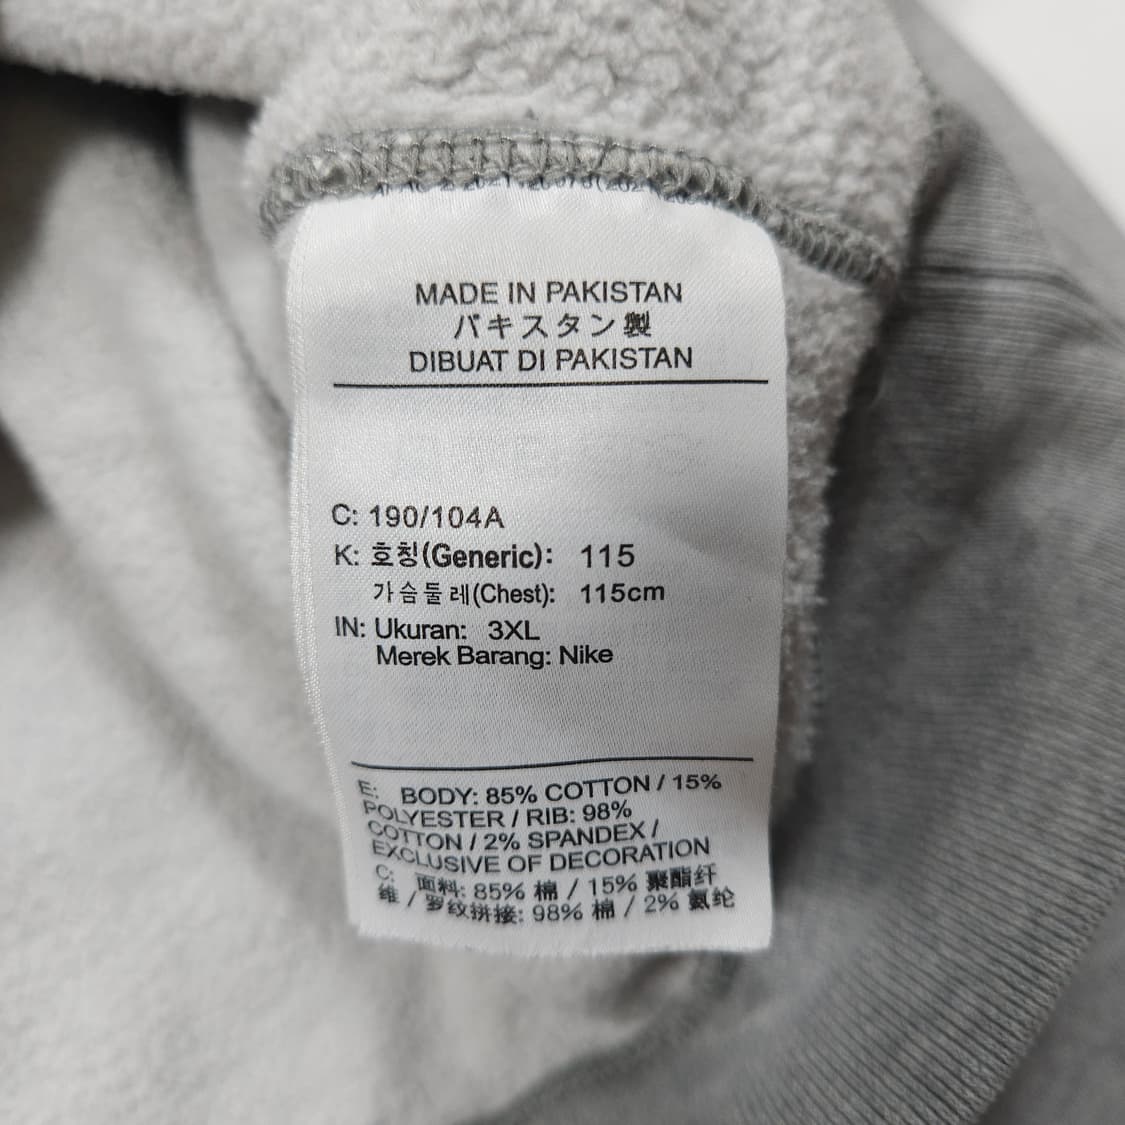 MADE IN PAKISTAN
パキスタン製
DIBUAT DI PAKISTAN
C: 190/104A
K: 호칭(Generic): 115
가슴둘레(Chest): 115cm
IN: Ukuran: 3XL
Merek Barang: Nike
E: BODY: 85% COTTON / 15%
POLYESTER / RIB: 98%
COTTON / 2% SPANDEX /
EXCLUSIVE OF DECORATION
C: 面料: 85% 棉 / 15% 聚酯纤
维 / 罗纹拼接: 98% 棉 / 2% 氨纶